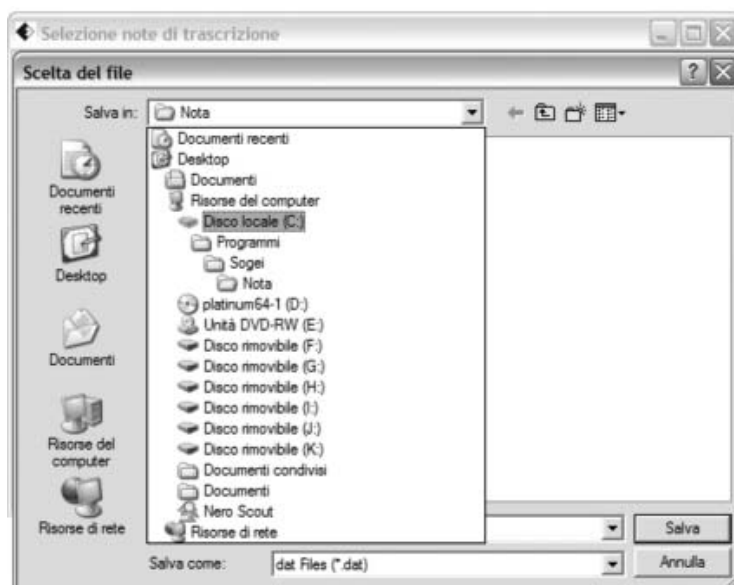 Selezione note di trascrizione
Scelta del file
Salva in: Nota
Documenti recenti
Desktop
Documenti
Risorse del computer
Disco locale (C:)
Programmi
Sogei
Nota
platinum64-1 (D:)
Unità DVD-RW (E:)
Disco rimovibile (F:)
Disco rimovibile (G:)
Disco rimovibile (H:)
Disco rimovibile (I:)
Disco rimovibile (J:)
Disco rimovibile (K:)
Documenti condivisi
Documenti
Nero Scout
Risorse di rete
Documenti
recenti
Desktop
Documenti
Risorse del
computer
Risorse di rete
Salva
Salva come: dat Files (*.dat)
Annulla